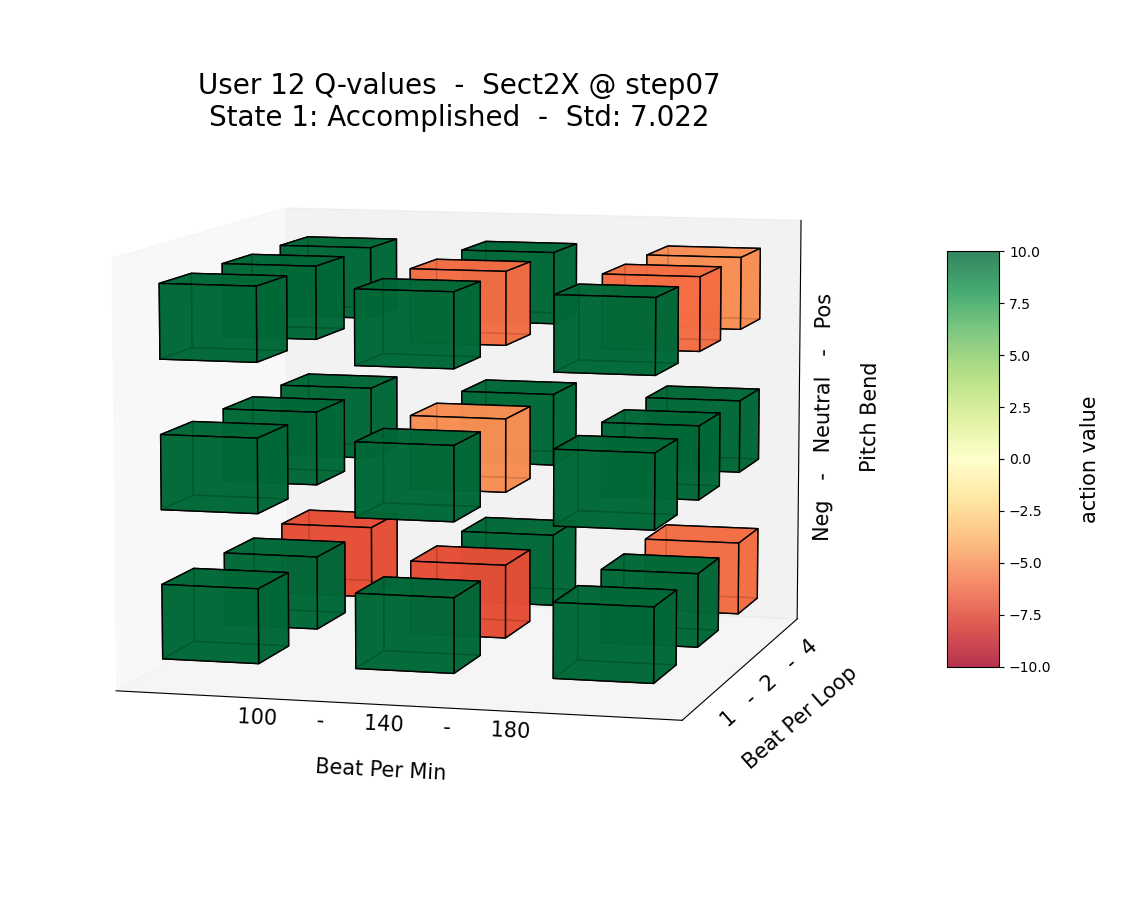 User 12 Q-values  -  Sect2X @ step07
State 1: Accomplished  -  Std: 7.022
Neg  -  Neutral  -  Pos
Pitch Bend
100  -  140  -  180
Beat Per Min
1  -  2  -  4
Beat Per Loop
10.0
7.5
5.0
2.5
0.0
−2.5
−5.0
−7.5
−10.0
action value